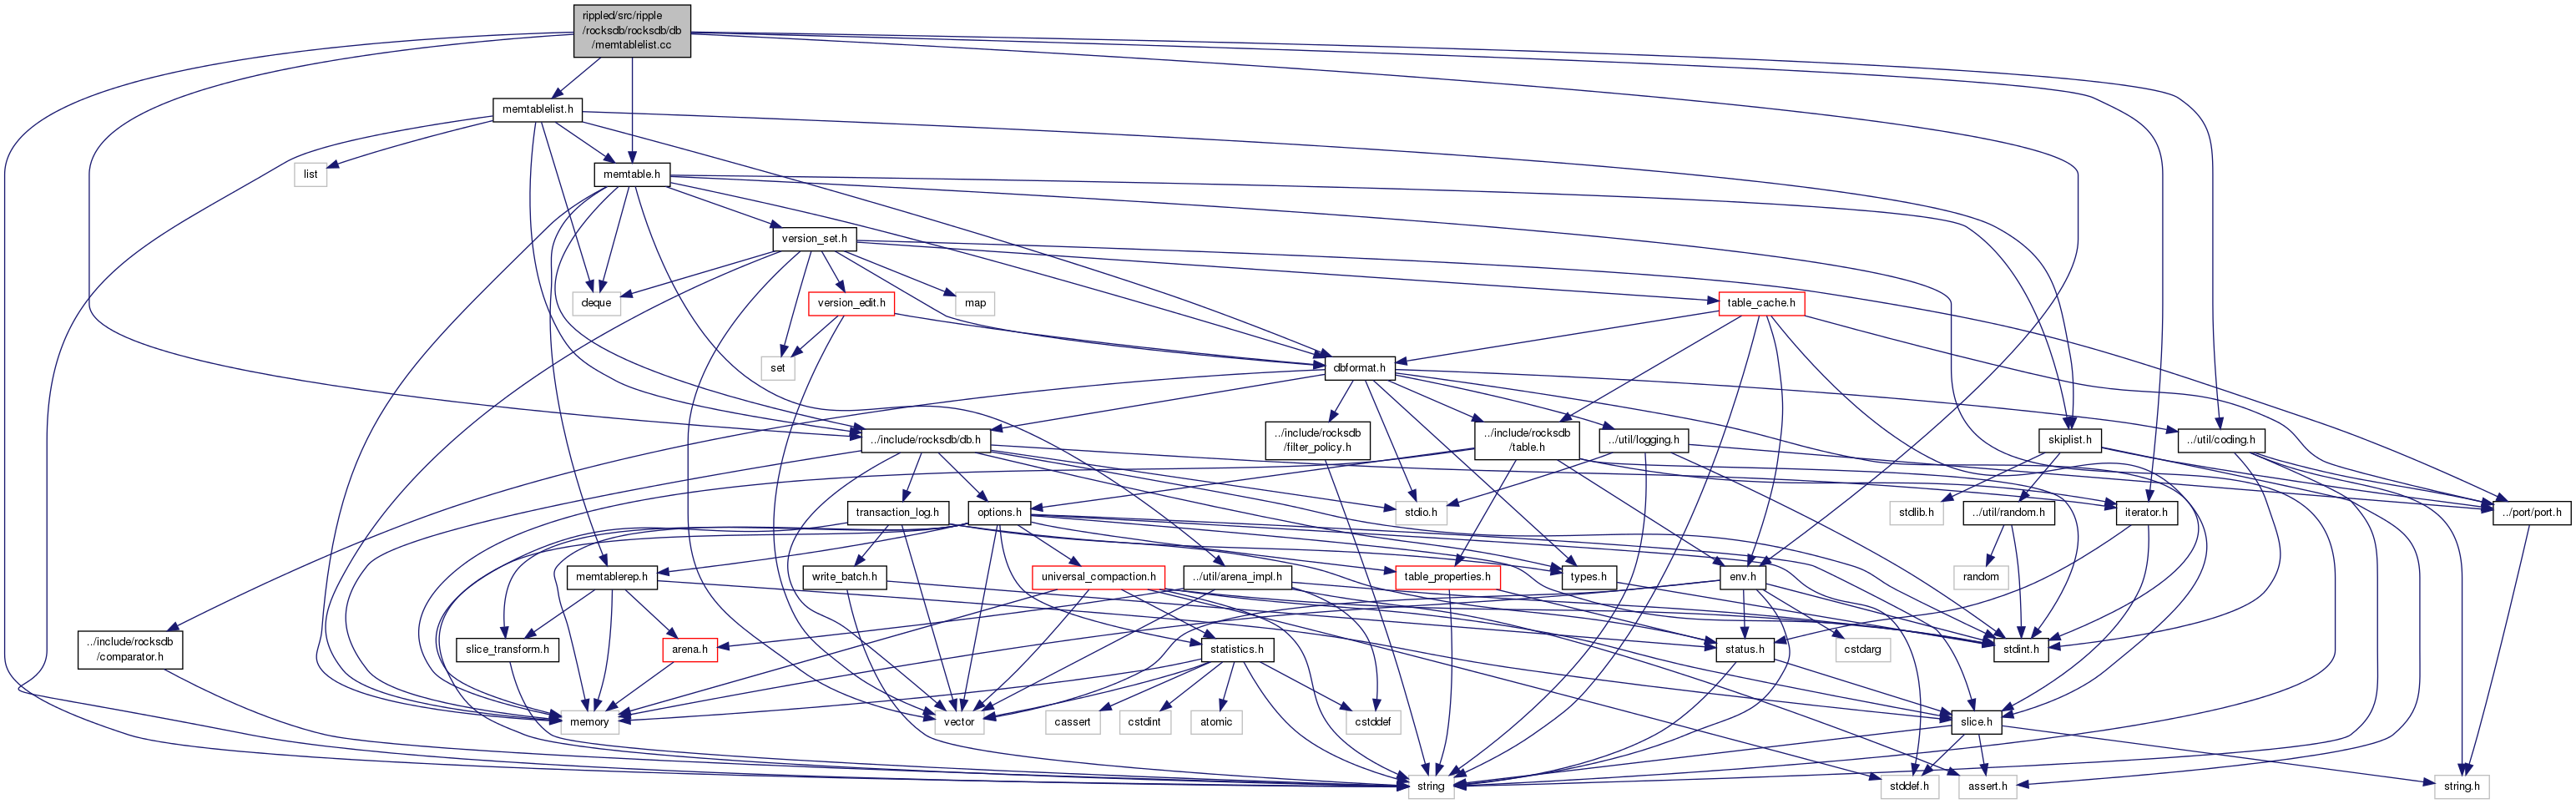 rippled/src/ripple
/rocksdb/rocksdb/db
/memtablelist.cc
memtablelist.h
list
memtable.h
version_set.h
deque
version_edit.h
map
table_cache.h
set
dbformat.h
../include/rocksdb/db.h
../include/rocksdb
/filter_policy.h
../include/rocksdb
/table.h
../util/logging.h
skiplist.h
../util/coding.h
transaction_log.h
options.h
stdio.h
stdlib.h
../util/random.h
iterator.h
../port/port.h
memtablerep.h
write_batch.h
universal_compaction.h
../util/arena_impl.h
table_properties.h
types.h
env.h
random
../include/rocksdb
/comparator.h
slice_transform.h
arena.h
statistics.h
status.h
cstdarg
stdint.h
memory
vector
cassert
cstdint
atomic
cstddef
slice.h
string
stddef.h
assert.h
string.h